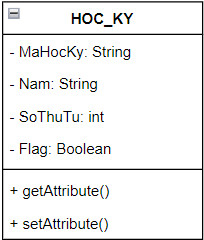 HOC_KY
- MaHocKy: String
- Nam: String
- SoThuTu: int
- Flag: Boolean
+ getAttribute()
+ setAttribute()